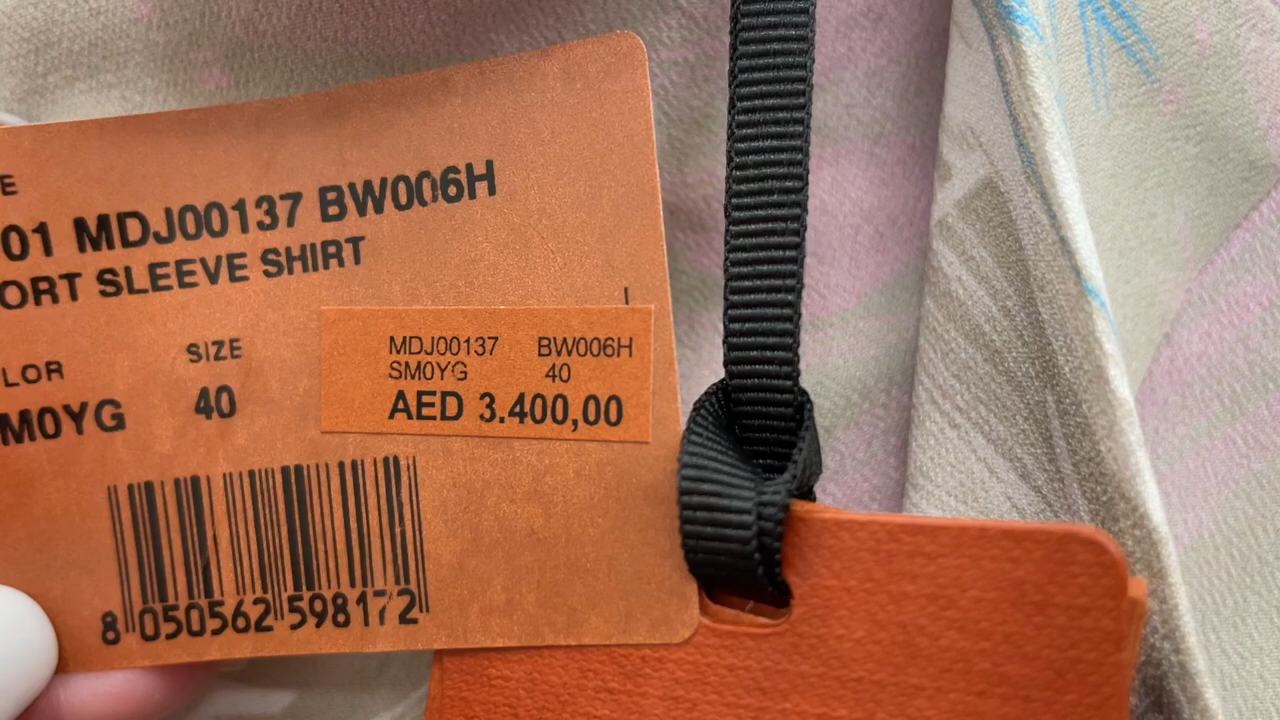 E
01 MDJ00137 BW006H
ORT SLEEVE SHIRT
I
LOR
SIZE
M0YG
40
MDJ00137 BW006H
SM0YG 40
AED 3.400,00
8 050562 598172